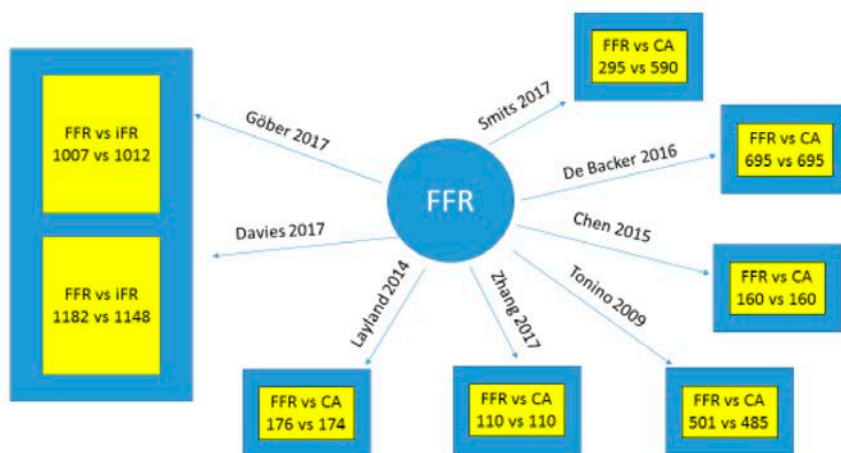 FFR vs iFR
1007 vs 1012
FFR vs iFR
1182 vs 1148
Göber 2017
Davies 2017
FFR
Smits 2017
FFR vs CA
295 vs 590
De Backer 2016
FFR vs CA
695 vs 695
Chen 2015
FFR vs CA
160 vs 160
Tonino 2009
FFR vs CA
501 vs 485
Zhang 2017
FFR vs CA
110 vs 110
Layland 2014
FFR vs CA
176 vs 174